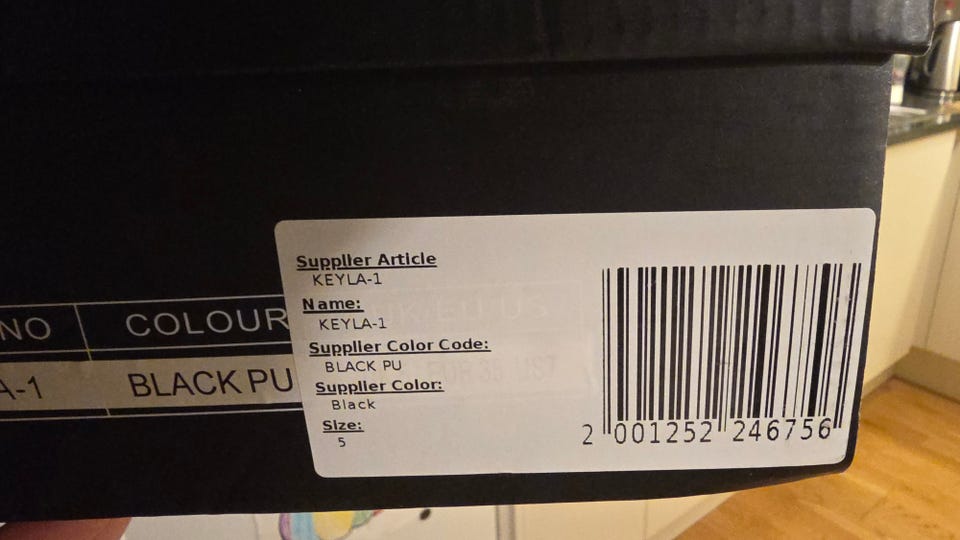 Supplier Article
KEYLA-1
Name:
KEYLA-1
Supplier Color Code:
BLACK PU
Supplier Color:
Black
Size:
5
2 001252 246756
NO COLOUR
A-1 BLACK PU